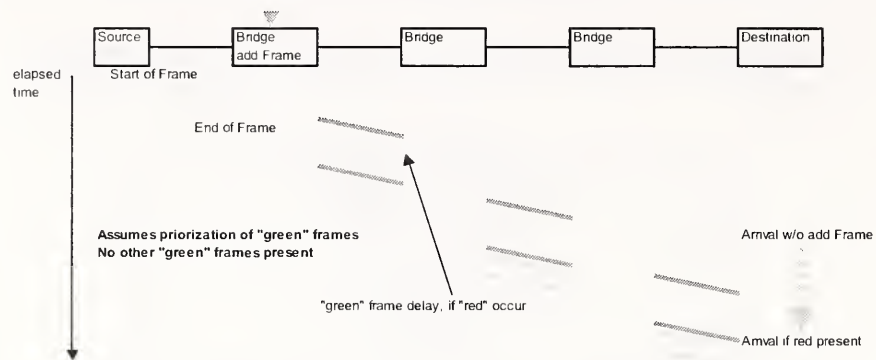 Source
Bridge
add Frame
Bridge
Bridge
Destination
elapsed
time
Start of Frame
End of Frame
Assumes priorization of "green" frames
No other "green" frames present
Arrival w/o add Frame
"green" frame delay, if "red" occur
Arrival if red present